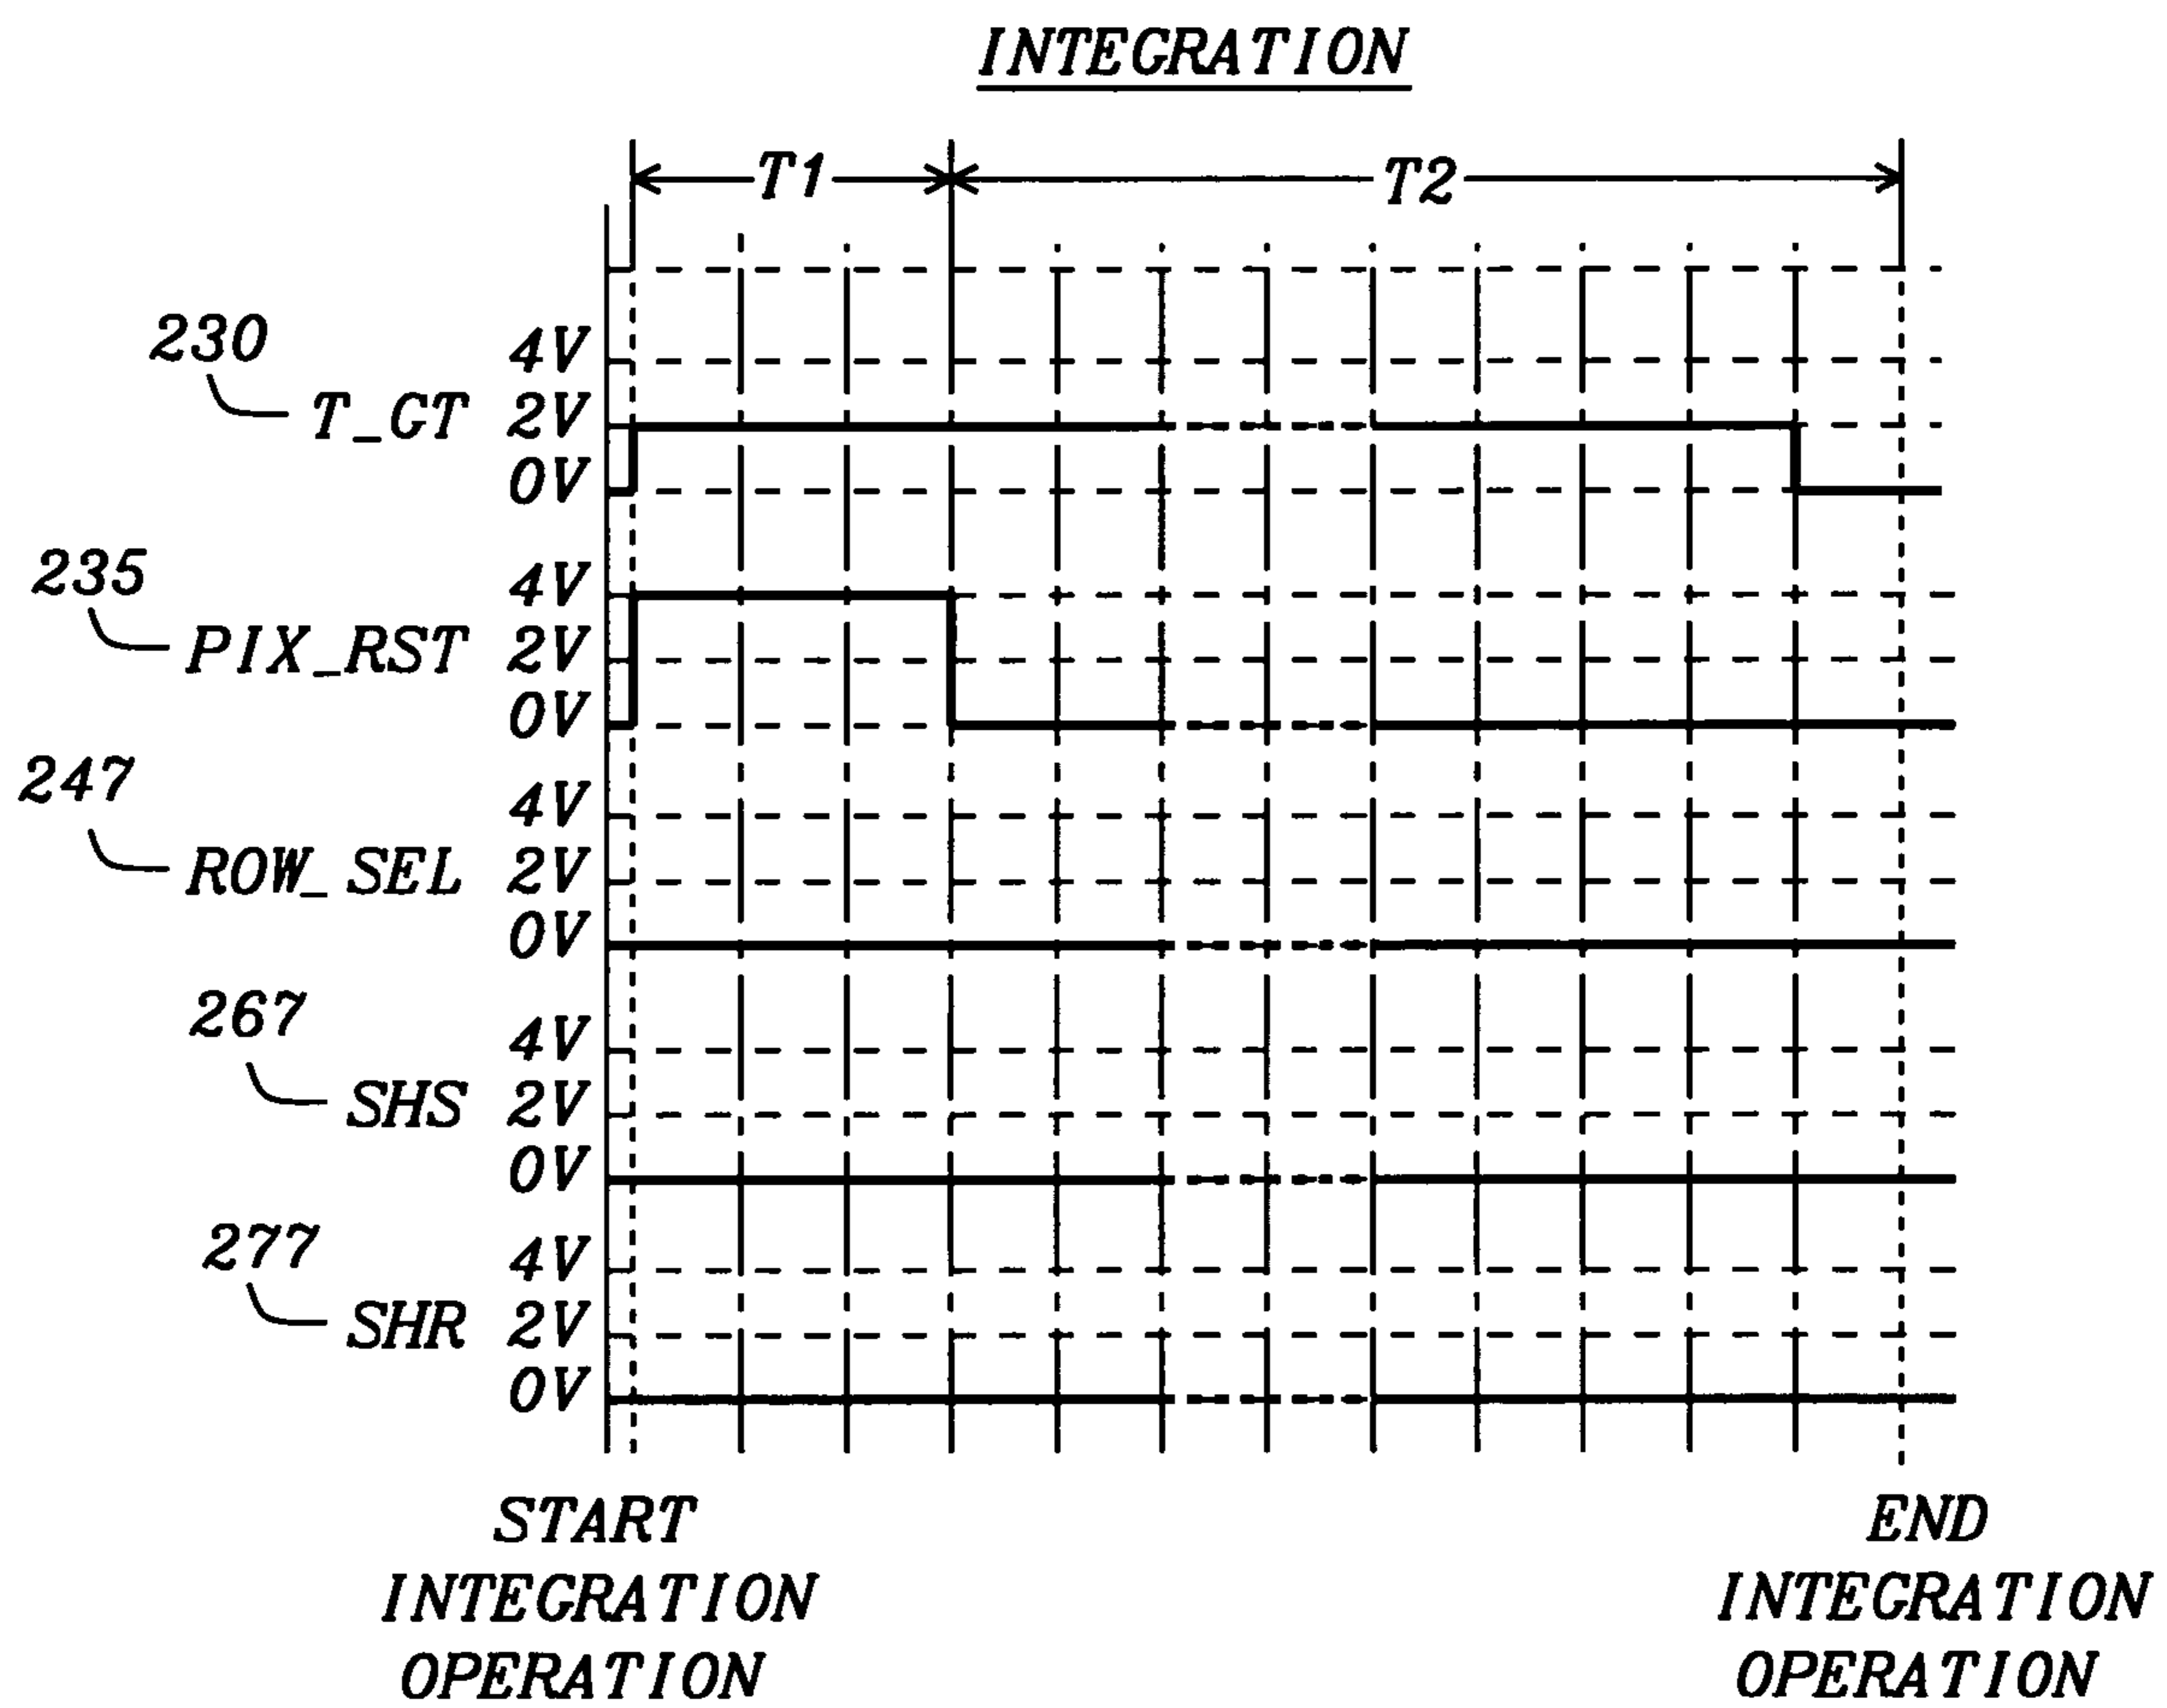 INTEGRATION
T1 T2
230
4V
T_GT 2V
0V
235
4V
PIX_RST 2V
0V
247
4V
ROW_SEL 2V
0V
267
4V
SHS 2V
0V
277
4V
SHR 2V
0V
START
INTEGRATION
OPERATION
END
INTEGRATION
OPERATION